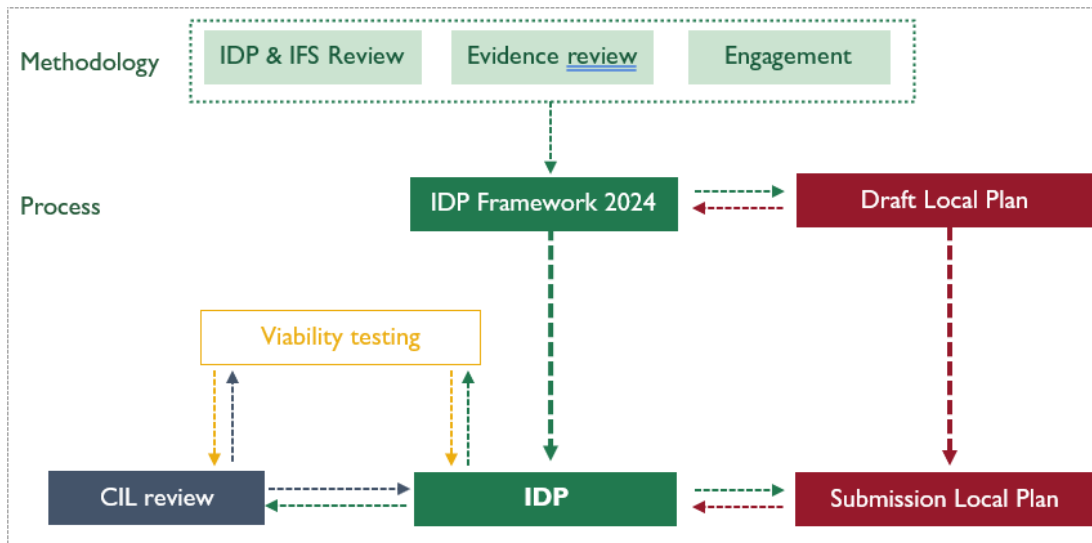 Methodology
IDP & IFS Review
Evidence review
Engagement
Process
IDP Framework 2024
Draft Local Plan
Viability testing
CIL review
IDP
Submission Local Plan